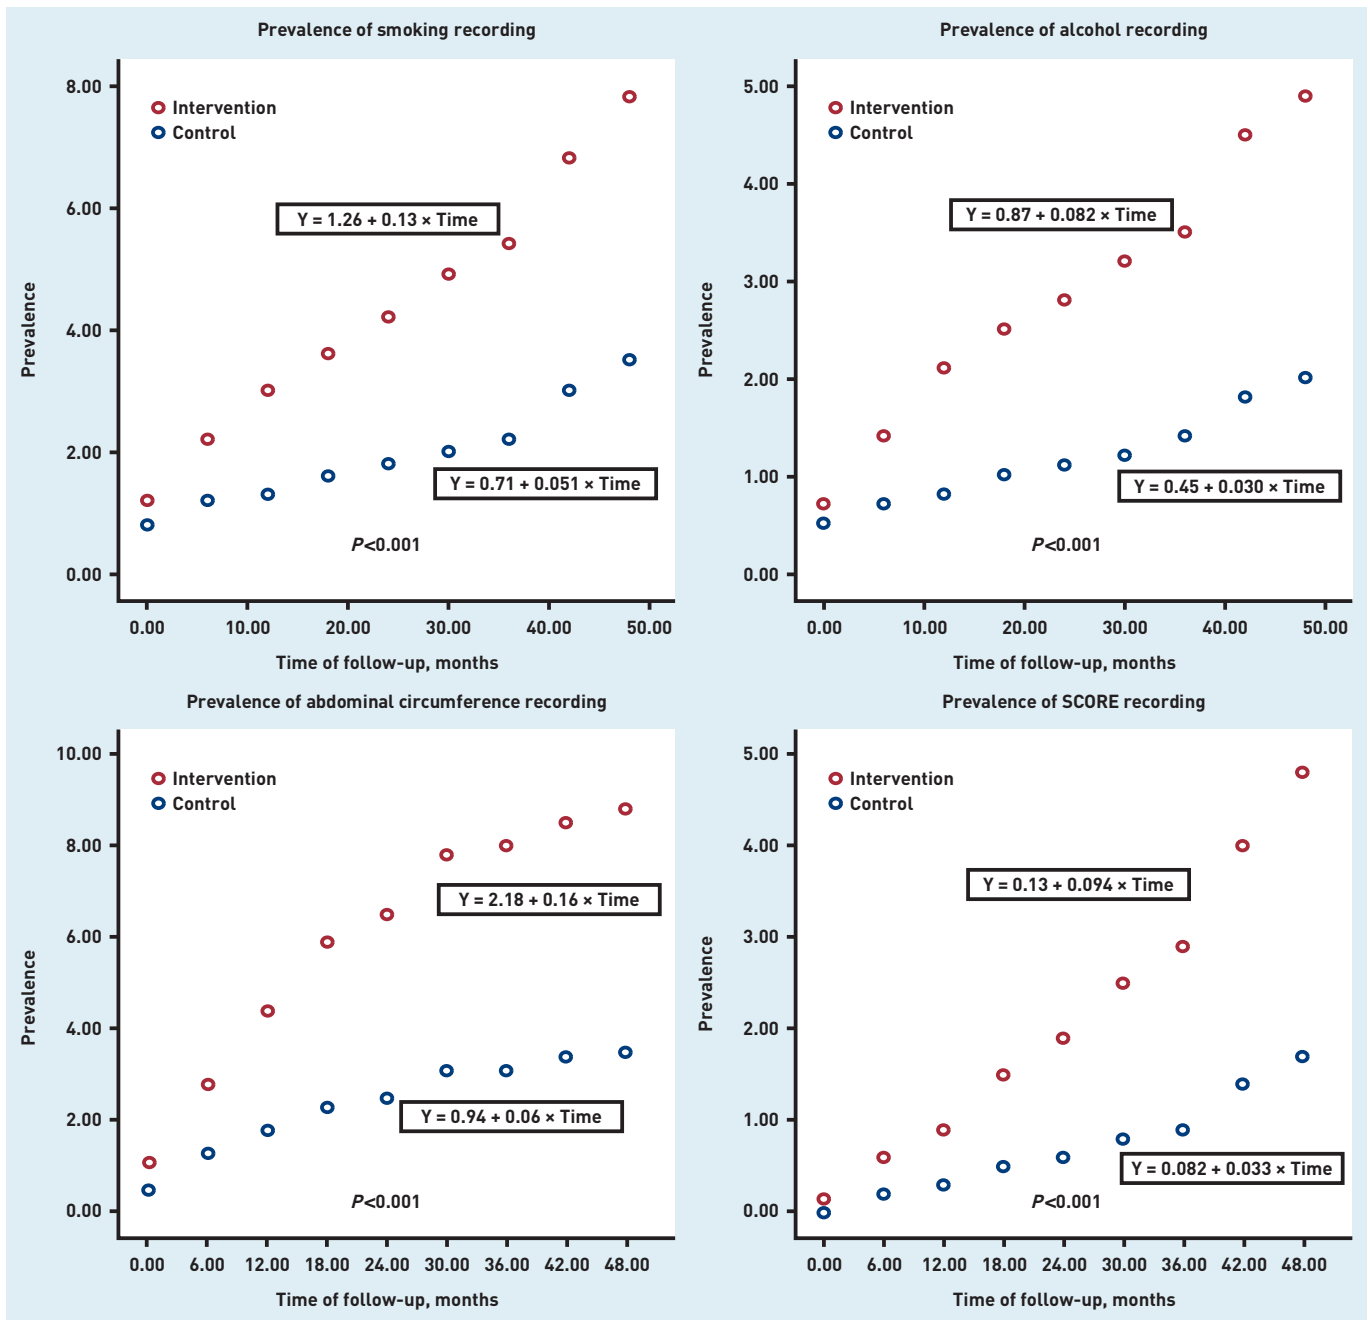 Prevalence of smoking recording
8.00
6.00
4.00
2.00
0.00
Prevalence
Intervention
Control
Y = 1.26 + 0.13 × Time
Y = 0.71 + 0.051 × Time
P<0.001
0.00 10.00 20.00 30.00 40.00 50.00
Time of follow-up, months
Prevalence of alcohol recording
5.00
4.00
3.00
2.00
1.00
0.00
Prevalence
Intervention
Control
Y = 0.87 + 0.082 × Time
Y = 0.45 + 0.030 × Time
P<0.001
0.00 10.00 20.00 30.00 40.00 50.00
Time of follow-up, months
Prevalence of abdominal circumference recording
10.00
8.00
6.00
4.00
2.00
0.00
Prevalence
Intervention
Control
Y = 2.18 + 0.16 × Time
Y = 0.94 + 0.06 × Time
P<0.001
0.00 6.00 12.00 18.00 24.00 30.00 36.00 42.00 48.00
Time of follow-up, months
Prevalence of SCORE recording
5.00
4.00
3.00
2.00
1.00
0.00
Prevalence
Intervention
Control
Y = 0.13 + 0.094 × Time
Y = 0.082 + 0.033 × Time
P<0.001
0.00 6.00 12.00 18.00 24.00 30.00 36.00 42.00 48.00
Time of follow-up, months